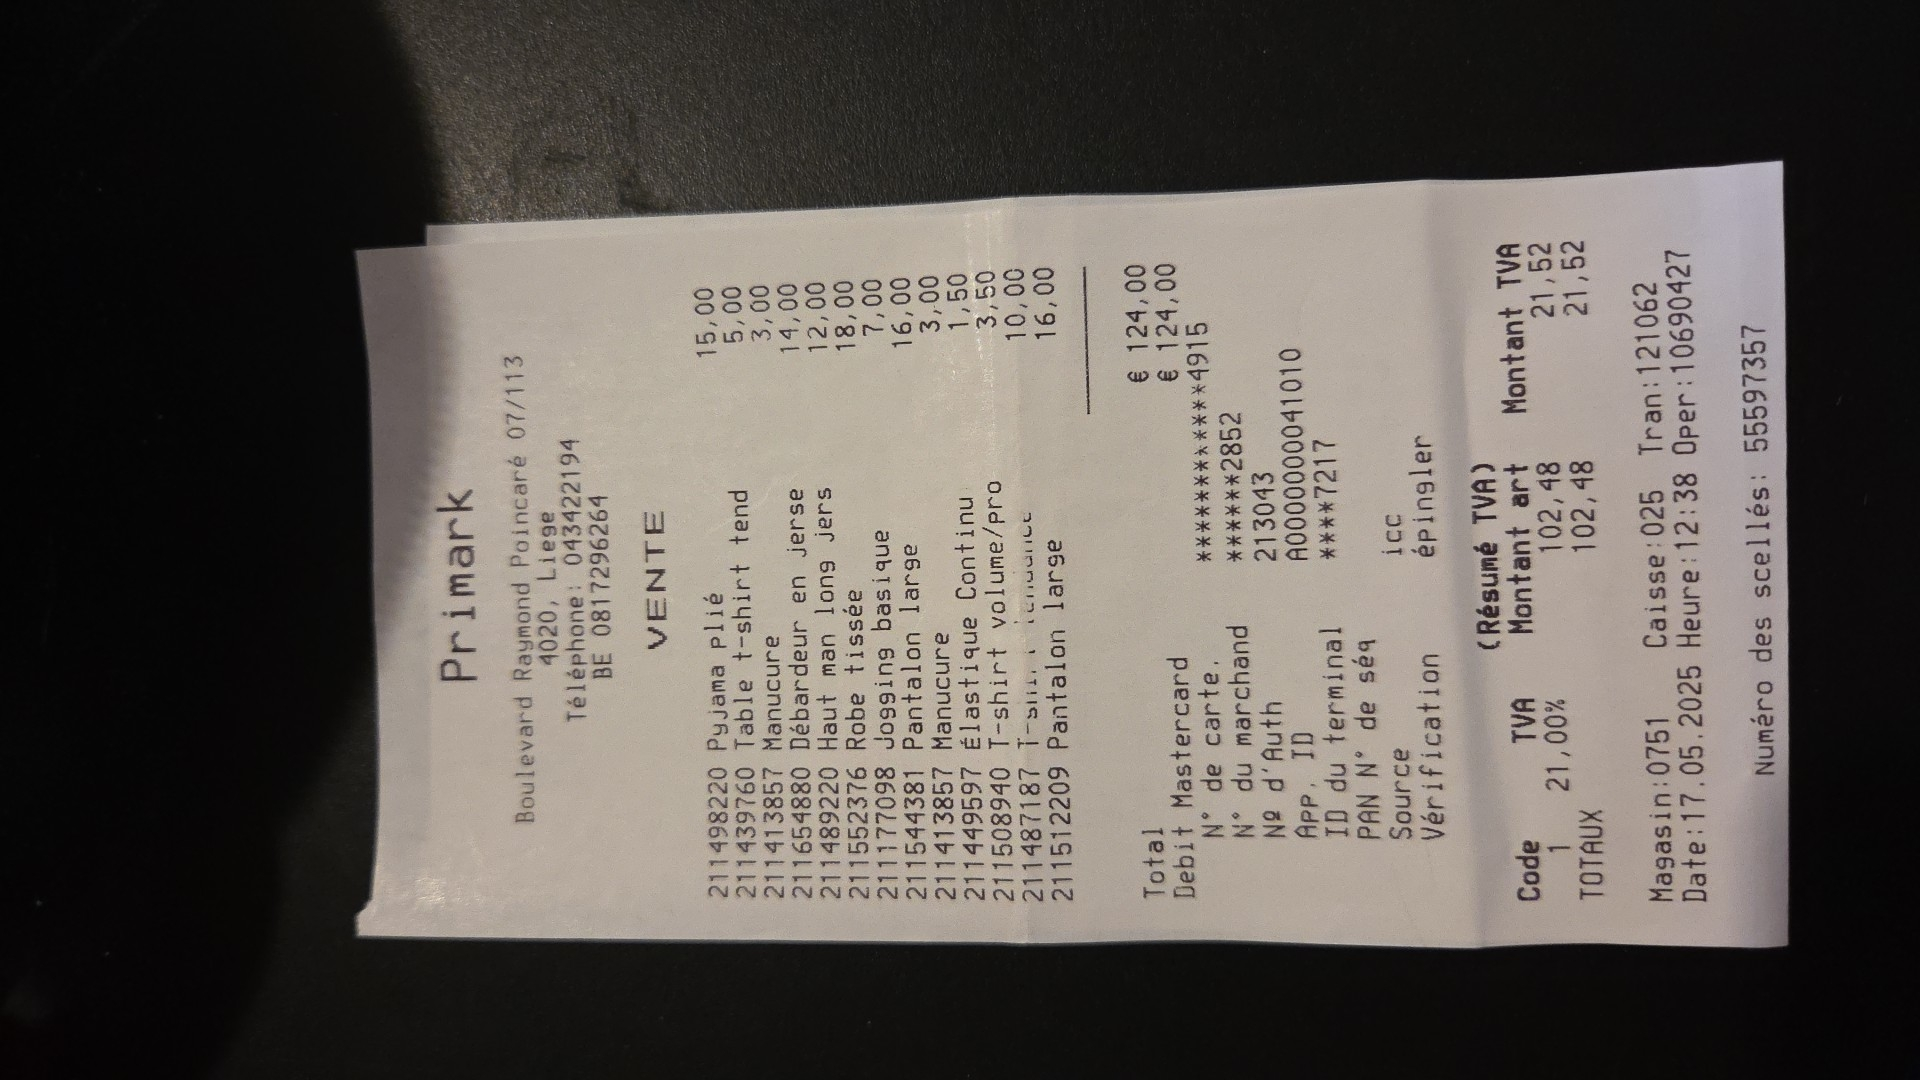 Primark
Boulevard Raymond Poincaré 07/113
4020, Liege
Téléphone: 043422194
BE 0817296264
VENTE
211498220 Pyjama plié 15,00
211439760 Table t-shirt tend 5,00
211413857 Manucure 3,00
211654880 Débardeur en jerse 14,00
211489220 Haut man long jers 12,00
211552376 Robe tissée 18,00
211177098 Jogging basique 7,00
211544381 Pantalon large 16,00
211413857 Manucure 3,00
211449597 Élastique Continu 1,50
211508940 T-shirt volume/pro 3,50
211487187 T-shirt tendance 10,00
211512209 Pantalon large 16,00
Total € 124,00
Debit Mastercard € 124,00
N° de carte. ************4915
N° du marchand ******2852
Nº d'Auth 213043
App. ID A0000000041010
ID du terminal ****7217
PAN N° de séq
Source icc
Vérification épingler
(Résumé TVA)
Code TVA Montant art Montant TVA
1 21,00% 102,48 21,52
TOTAUX 102,48 21,52
Magasin:0751 Caisse:025 Tran:121062
Date:17.05.2025 Heure:12:38 Oper:10690427
Numéro des scellés: 55597357